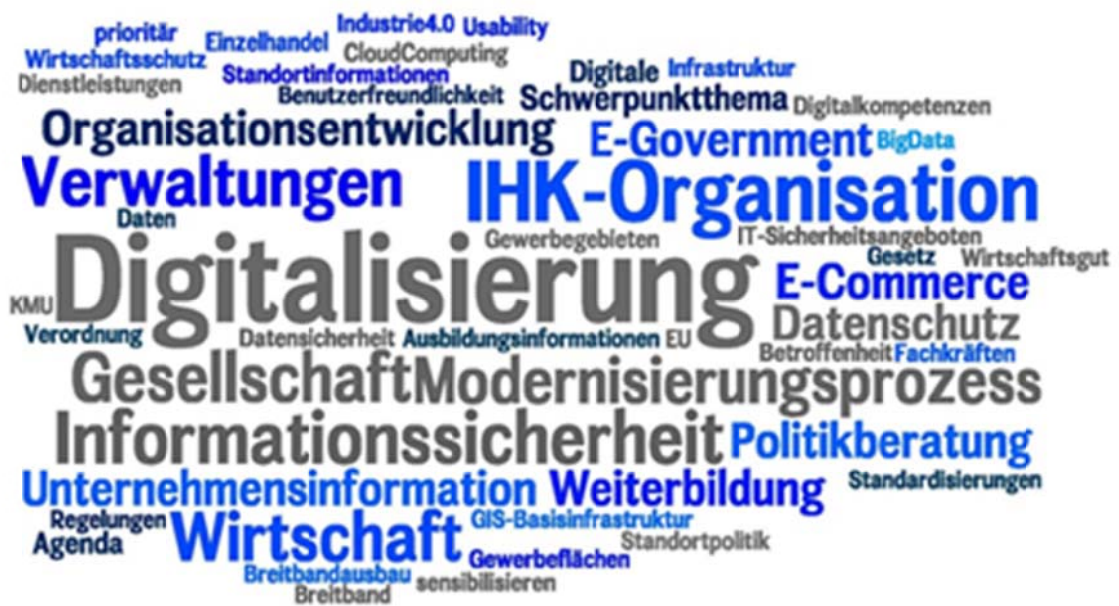 prioritär Einzelhandel Industrie4.0 Usability
Wirtschaftsschutz CloudComputing
Dienstleistungen Standortinformationen Digitale Infrastruktur
Benutzerfreundlichkeit Schwerpunktthema Digitalkompetenzen
Organisationsentwicklung E-Government BigData
Verwaltungen IHK-Organisation
Daten
Gewerbegebieten IT-Sicherheitsangeboten
Gesetz Wirtschaftsgut
KMU Digitalisierung E-Commerce
Verordnung Datensicherheit Ausbildungsinformationen EU Datenschutz
Betroffenheit Fachkräften
Gesellschaft Modernisierungsprozess
Informationssicherheit Politikberatung
Unternehmensinformation Weiterbildung Standardisierungen
Regelungen Wirtschaft GIS-Basisinfrastruktur
Agenda Standortpolitik
Gewerbeflächen
Breitbandausbau sensibilisieren
Breitband